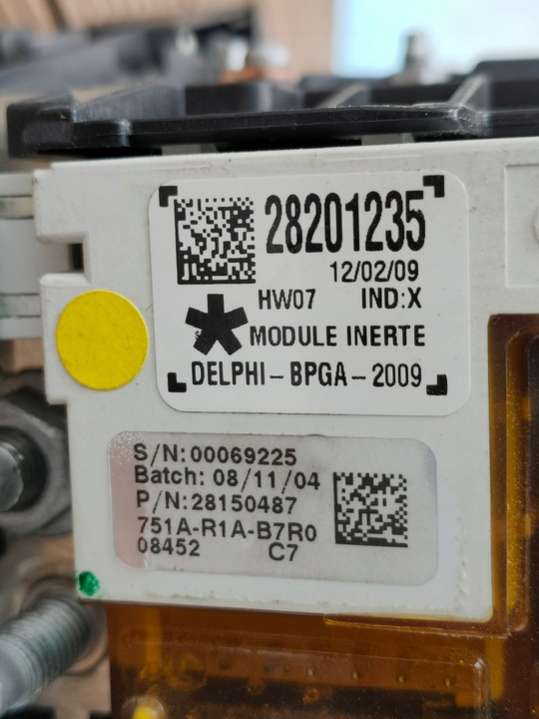 28201235
12/02/09
HW07 IND:X
MODULE INERTE
DELPHI-BPGA-2009
S/N:00069225
Batch: 08/11/04
P/N:28150487
751A-R1A-B7R0
08452 C7